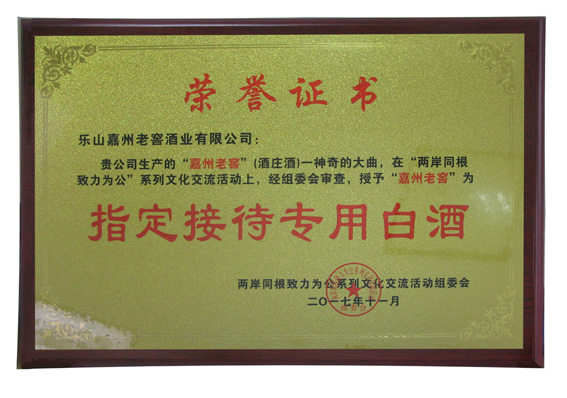 荣誉证书
乐山嘉州老窖酒业有限公司：
贵公司生产的“嘉州老窖”(酒庄酒)一神奇的大曲，在“两岸同根
致力为公”系列文化交流活动上，经组委会审查，授予“嘉州老窖”为
指定接待专用白酒
两岸同根致力为公系列文化交流活动组委会
二〇一七年十一月